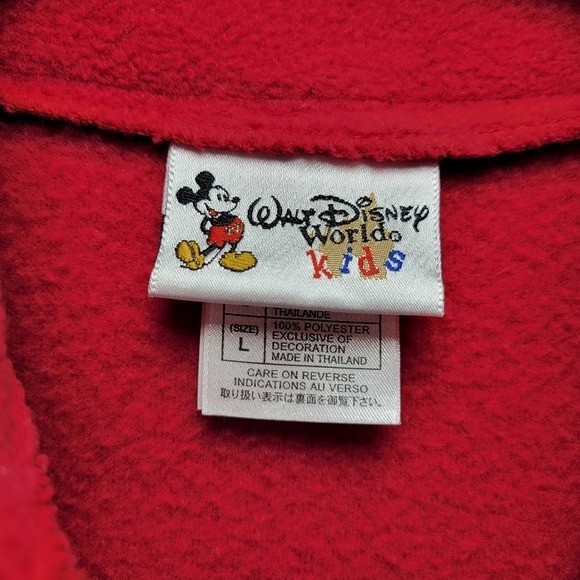 WALT DISNEY
World®
kids
THAILANDE
(SIZE)
L
100% POLYESTER
EXCLUSIVE OF
DECORATION
MADE IN THAILAND
CARE ON REVERSE
INDICATIONS AU VERSO
取り扱い表示は裏面を御覧下さい。